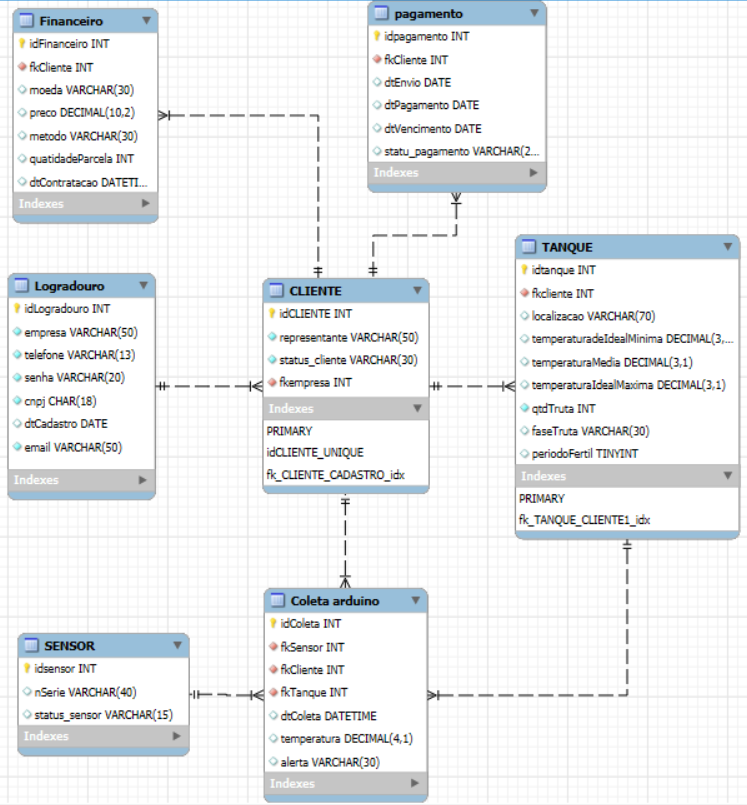 Financeiro
idFinanceiro INT
fkCliente INT
moeda VARCHAR(30)
preco DECIMAL(10,2)
metodo VARCHAR(30)
quatidadeParcela INT
dtContratacao DATETI...
Indexes
pagamento
idpagamento INT
fkCliente INT
dtEnvio DATE
dtPagamento DATE
dtVencimento DATE
statu_pagamento VARCHAR(2...
Indexes
Logradouro
idLogradouro INT
empresa VARCHAR(50)
telefone VARCHAR(13)
senha VARCHAR(20)
cnpj CHAR(18)
dtCadastro DATE
email VARCHAR(50)
Indexes
CLIENTE
idCLIENTE INT
representante VARCHAR(50)
status_cliente VARCHAR(30)
fkempresa INT
Indexes
PRIMARY
idCLIENTE_UNIQUE
fk_CLIENTE_CADASTRO_idx
TANQUE
idtanque INT
fkcliente INT
localizacao VARCHAR(70)
temperaturadeIdealMinima DECIMAL(3,...
temperaturaMedia DECIMAL(3,1)
temperaturaIdealMaxima DECIMAL(3,1)
qtdTruta INT
faseTruta VARCHAR(30)
periodoFertil TINYINT
Indexes
PRIMARY
fk_TANQUE_CLIENTE1_idx
SENSOR
idsensor INT
nSerie VARCHAR(40)
status_sensor VARCHAR(15)
Indexes
Coleta arduino
idColeta INT
fkSensor INT
fkCliente INT
fkTanque INT
dtColeta DATETIME
temperatura DECIMAL(4,1)
alerta VARCHAR(30)
Indexes